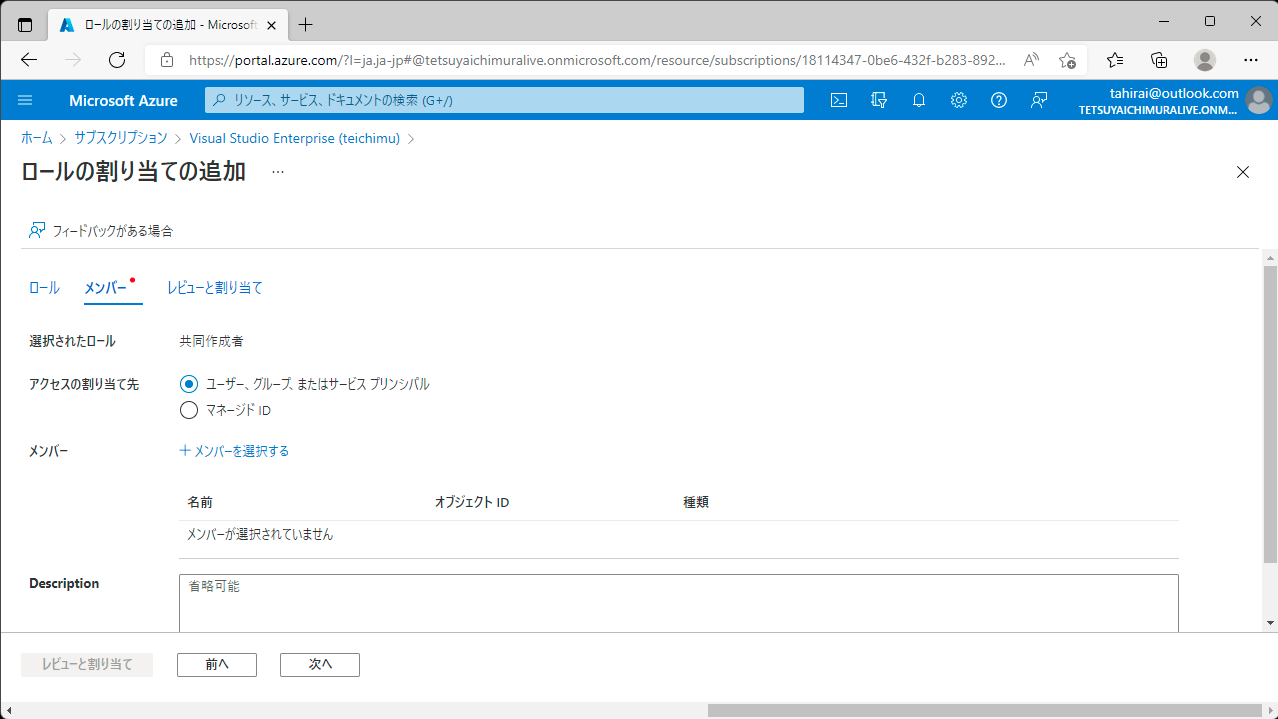 ロールの割り当ての追加 - Microsoft
https://portal.azure.com/?l=ja.ja-jp#@tetsuyaichimuralive.onmicrosoft.com/resource/subscriptions/18114347-0be6-432f-b283-892...
Microsoft Azure
リソース、サービス、ドキュメントの検索 (G+/)
tahirai@outlook.com
TETSUYAICHIMURALIVE.ONM...
ホーム > サブスクリプション > Visual Studio Enterprise (teichimu) >
ロールの割り当ての追加 ...
フィードバックがある場合
ロール メンバー レビューと割り当て
選択されたロール 共同作成者
アクセスの割り当て先 ユーザー、グループ、またはサービス プリンシパル
マネージド ID
メンバー + メンバーを選択する
名前 オブジェクト ID 種類
メンバーが選択されていません
Description 省略可能
レビューと割り当て 前へ 次へ